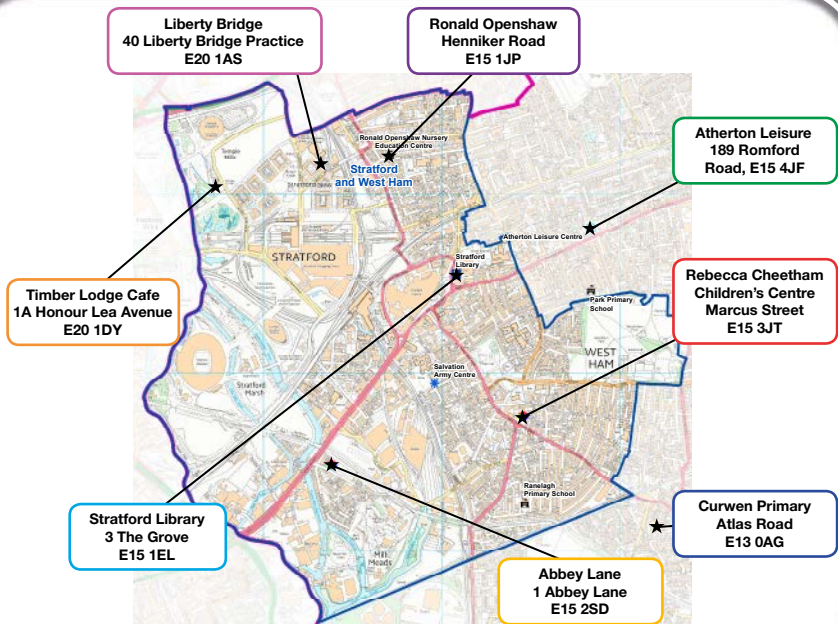 Liberty Bridge
40 Liberty Bridge Practice
E20 1AS
Ronald Openshaw
Henniker Road
E15 1JP
Atherton Leisure
189 Romford
Road, E15 4JF
Ronald Openshaw Nursery
Education Centre
Temple
Mills
Stratford
and West Ham
Atherton Leisure Centre
STRATFORD
Stratford
Library
Timber Lodge Cafe
1A Honour Lea Avenue
E20 1DY
Rebecca Cheetham
Children's Centre
Marcus Street
E15 3JT
Park Primary
School
WEST
HAM
Salvation
Army Centre
Stratford
Marsh
Ranelagh
Primary School
Stratford Library
3 The Grove
E15 1EL
Mill
Meads
Curwen Primary
Atlas Road
E13 0AG
Abbey Lane
1 Abbey Lane
E15 2SD